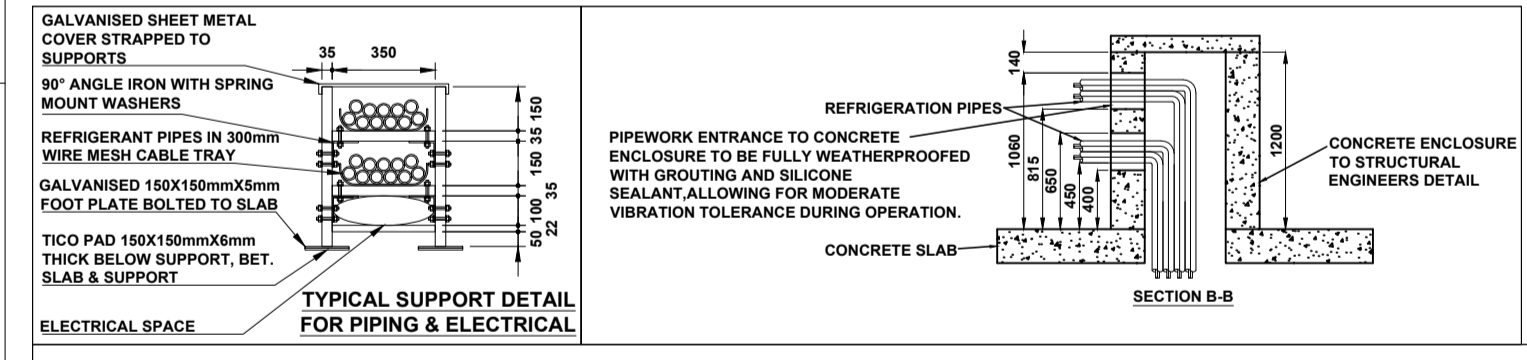 GALVANISED SHEET METAL
COVER STRAPPED TO
SUPPORTS
90° ANGLE IRON WITH SPRING
MOUNT WASHERS
REFRIGERANT PIPES IN 300mm
WIRE MESH CABLE TRAY
GALVANISED 150X150mmX5mm
FOOT PLATE BOLTED TO SLAB
TICO PAD 150X150mmX6mm
THICK BELOW SUPPORT, BET.
SLAB & SUPPORT
ELECTRICAL SPACE
35 350
150
35
150
35
100
22
50
TYPICAL SUPPORT DETAIL
FOR PIPING & ELECTRICAL
REFRIGERATION PIPES
PIPEWORK ENTRANCE TO CONCRETE
ENCLOSURE TO BE FULLY WEATHERPROOFED
WITH GROUTING AND SILICONE
SEALANT,ALLOWING FOR MODERATE
VIBRATION TOLERANCE DURING OPERATION.
CONCRETE SLAB
140
1060
815
650
450
400
1200
CONCRETE ENCLOSURE
TO STRUCTURAL
ENGINEERS DETAIL
SECTION B-B